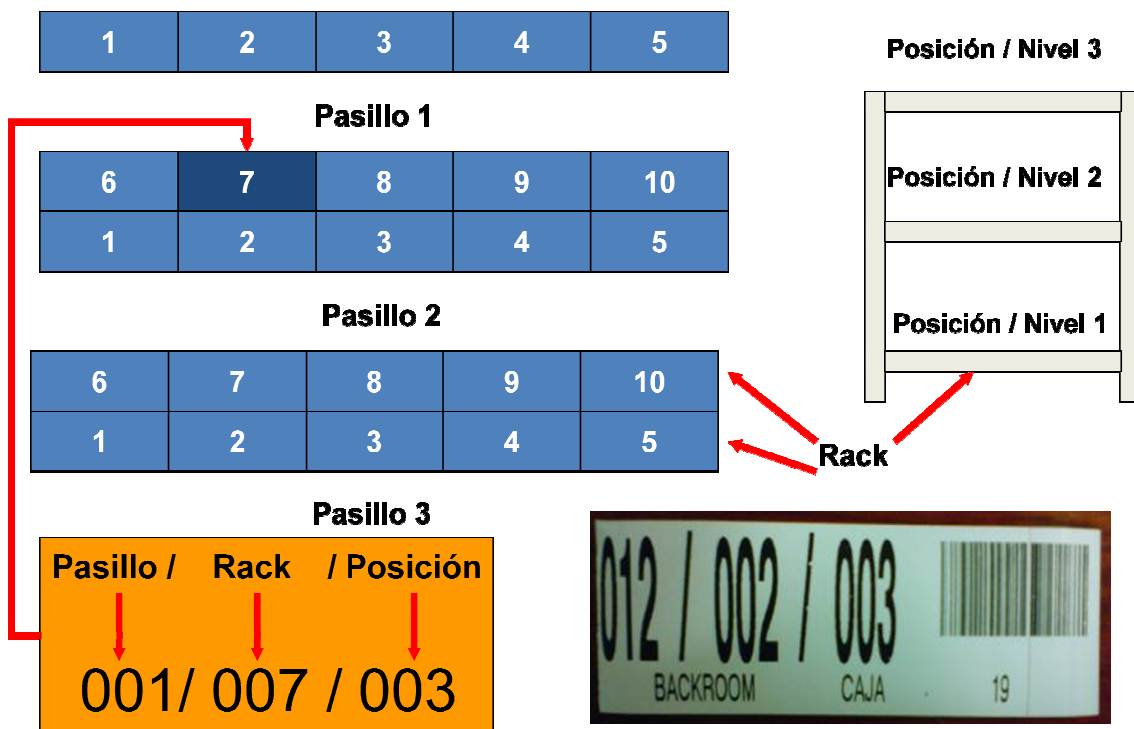 1 2 3 4 5
Pasillo 1
6 7 8 9 10
1 2 3 4 5
Pasillo 2
6 7 8 9 10
1 2 3 4 5
Pasillo 3
Posición / Nivel 3
Posición / Nivel 2
Posición / Nivel 1
Rack
Pasillo / Rack / Posición
001/ 007 / 003
012 / 002 / 003
BACKROOM CAJA 19